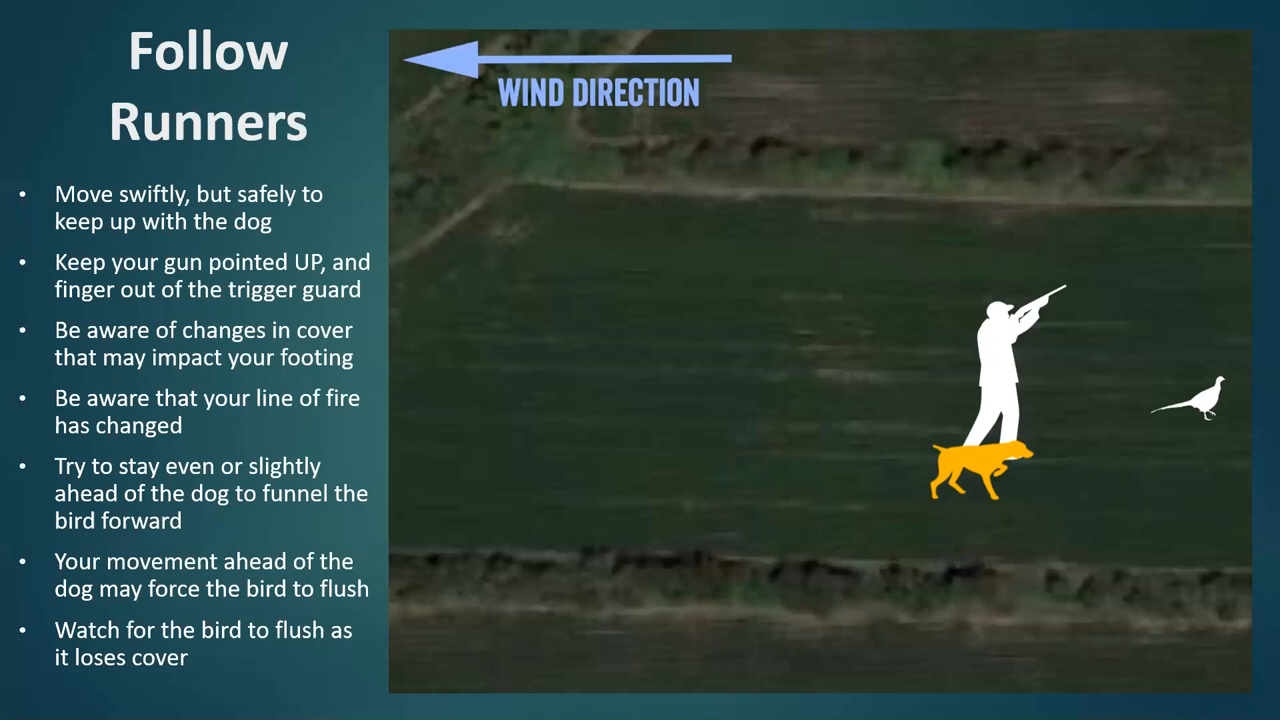 Follow
Runners
• Move swiftly, but safely to
keep up with the dog
• Keep your gun pointed UP, and
finger out of the trigger guard
• Be aware of changes in cover
that may impact your footing
• Be aware that your line of fire
has changed
• Try to stay even or slightly
ahead of the dog to funnel the
bird forward
• Your movement ahead of the
dog may force the bird to flush
• Watch for the bird to flush as
it loses cover
WIND DIRECTION